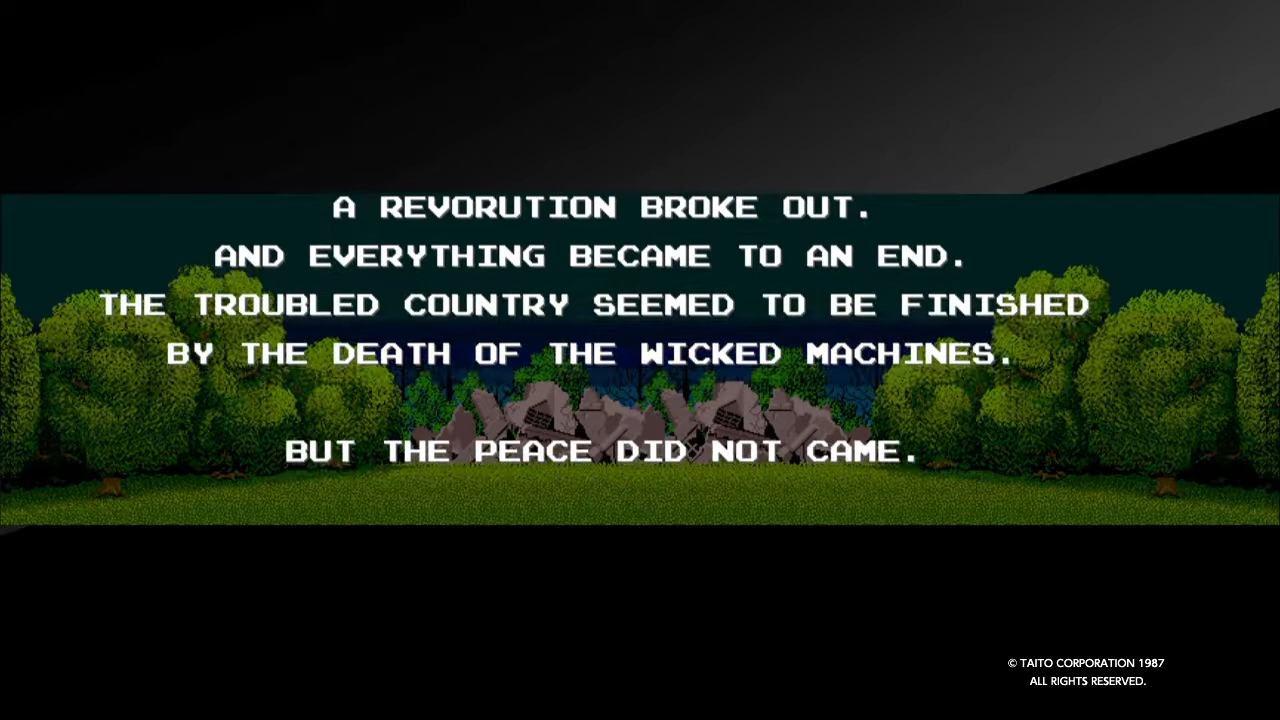 A REVORUTION BROKE OUT.
AND EVERYTHING BECAME TO AN END.
THE TROUBLED COUNTRY SEEMED TO BE FINISHED
BY THE DEATH OF THE WICKED MACHINES.
BUT THE PEACE DID NOT CAME.
© TAITO CORPORATION 1987
ALL RIGHTS RESERVED.